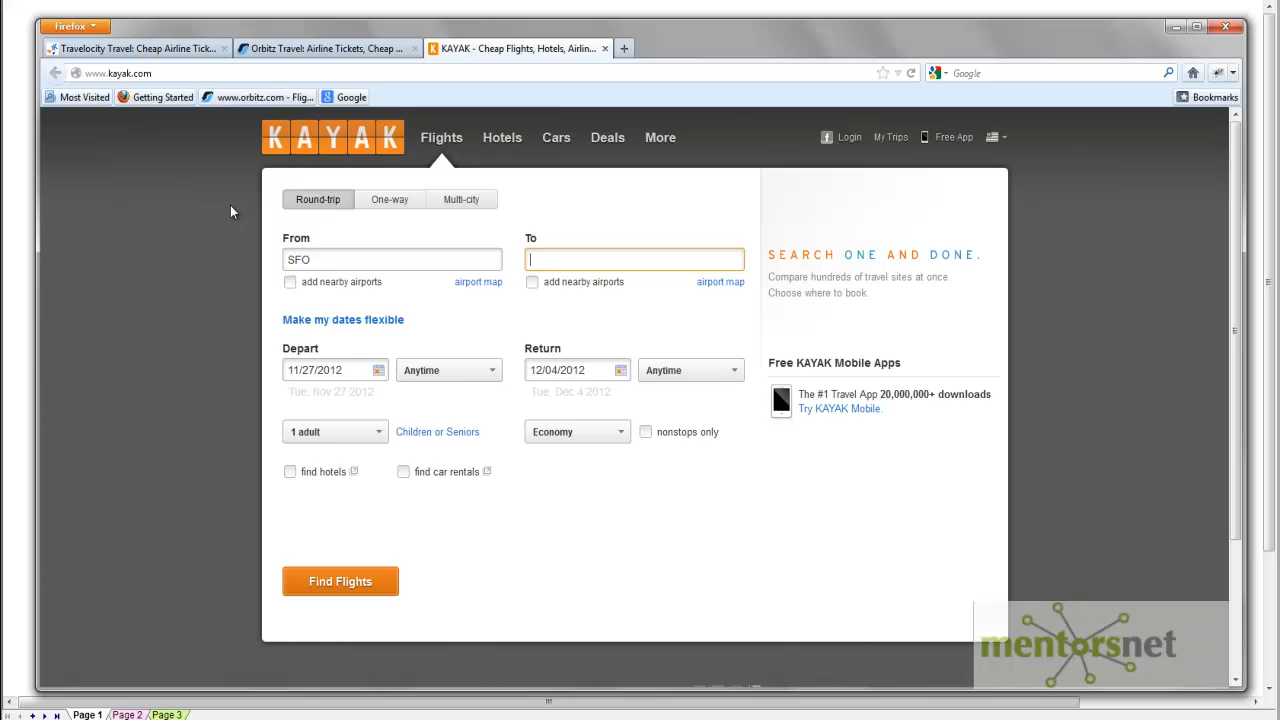 Firefox
Travelocity Travel: Cheap Airline Tick...
Orbitz Travel: Airline Tickets, Cheap ...
KAYAK - Cheap Flights, Hotels, Airlin...
www.kayak.com
Google
Most Visited
Getting Started
www.orbitz.com - Flig...
Google
Bookmarks
KAYAK
Flights
Hotels
Cars
Deals
More
Login
My Trips
Free App
Round-trip
One-way
Multi-city
From
To
SFO
add nearby airports
airport map
add nearby airports
airport map
SEARCH ONE AND DONE.
Compare hundreds of travel sites at once.
Choose where to book.
Make my dates flexible
Depart
Return
11/27/2012
Anytime
12/04/2012
Anytime
Tue, Nov 27 2012
Tue, Dec 4 2012
Free KAYAK Mobile Apps
The #1 Travel App 20,000,000+ downloads
Try KAYAK Mobile.
1 adult
Children or Seniors
Economy
nonstops only
find hotels
find car rentals
Find Flights
mentorsnet
Page 1
Page 2
Page 3